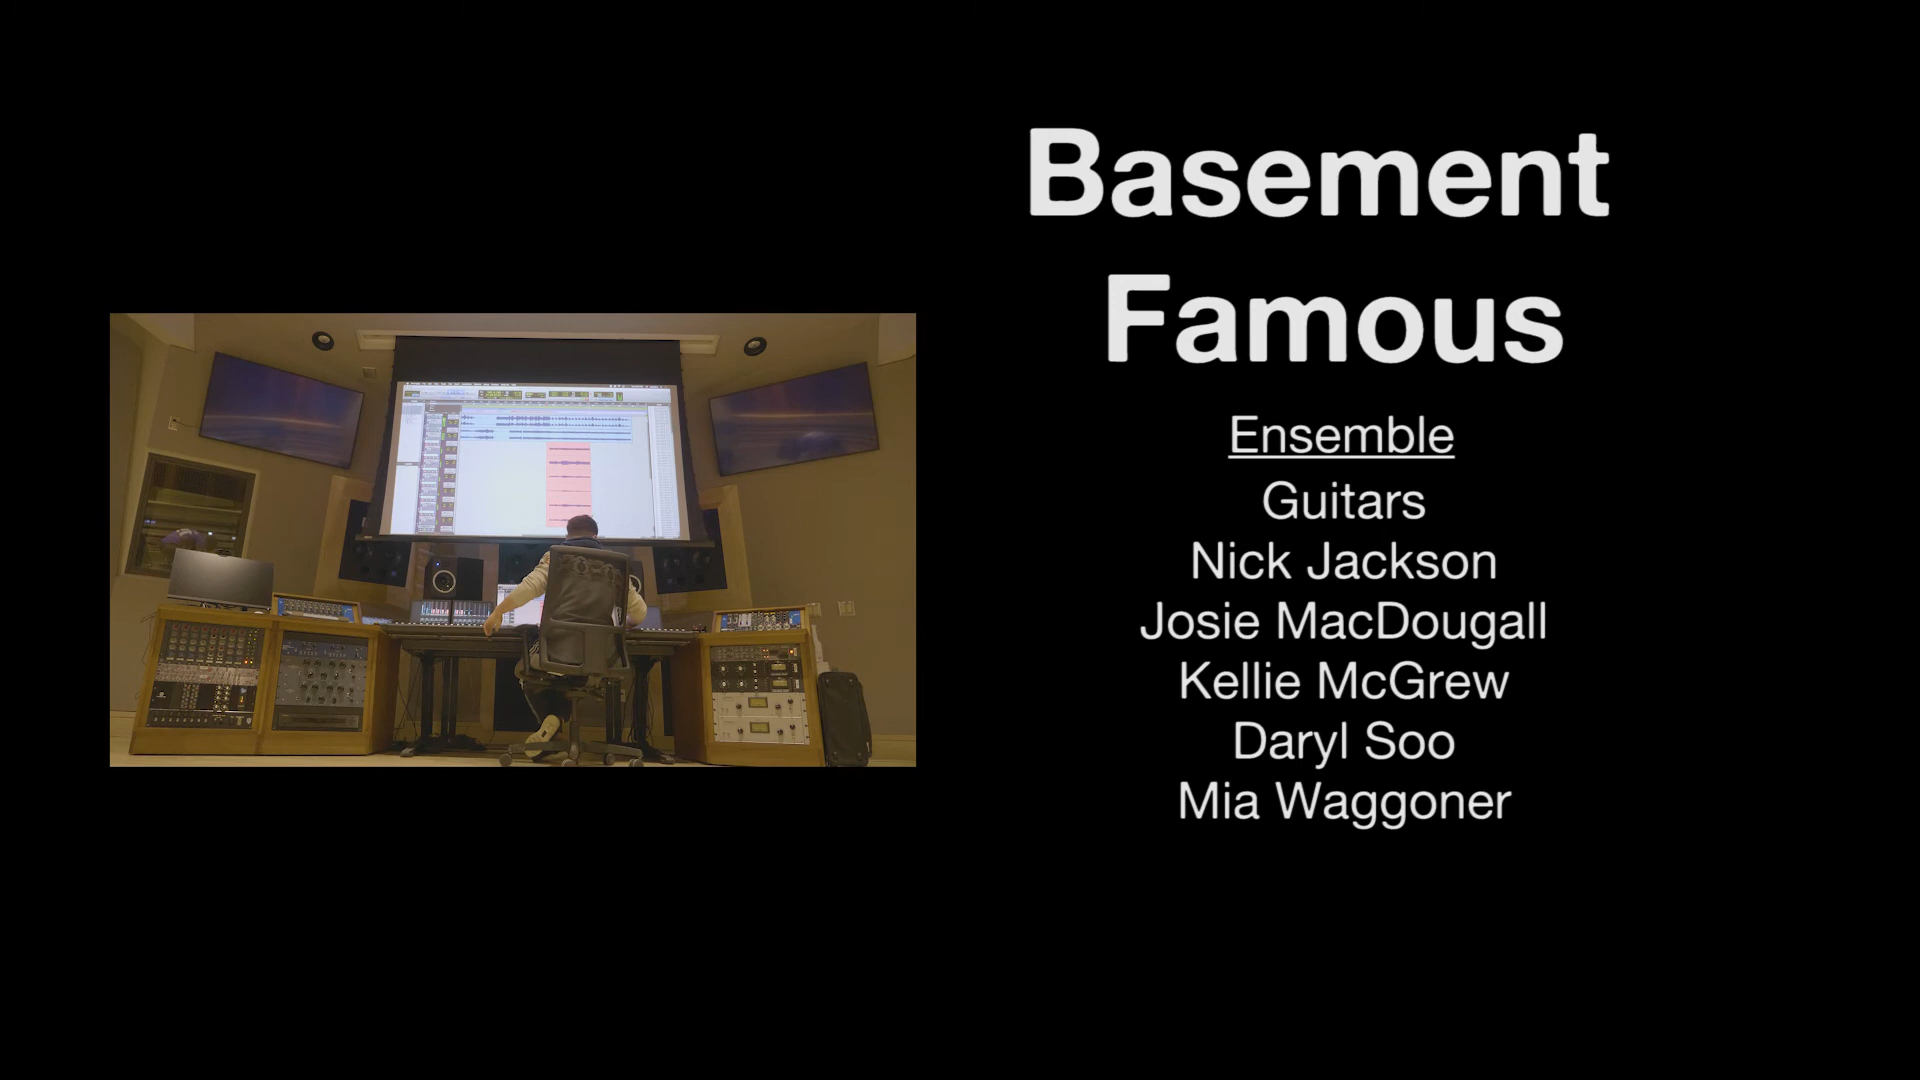 Basement
Famous
Ensemble
Guitars
Nick Jackson
Josie MacDougall
Kellie McGrew
Daryl Soo
Mia Waggoner